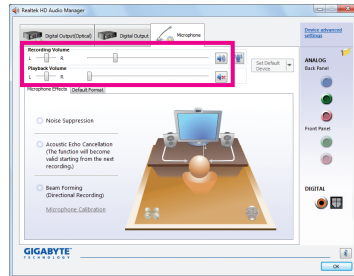 Realtek HD Audio Manager
Digital Output(Optical)
Digital Output
Microphone
Device advanced
settings
Recording Volume
L
R
Set Default
Device
Playback Volume
L
R
Microphone Effects
Default Format
Noise Suppression
Acoustic Echo Cancellation
(The function will become
valid starting from the next
recording.)
Beam Forming
(Directional Recording)
Microphone Calibration
ANALOG
Back Panel
Front Panel
DIGITAL
GIGABYTE
TECHNOLOGY
OK